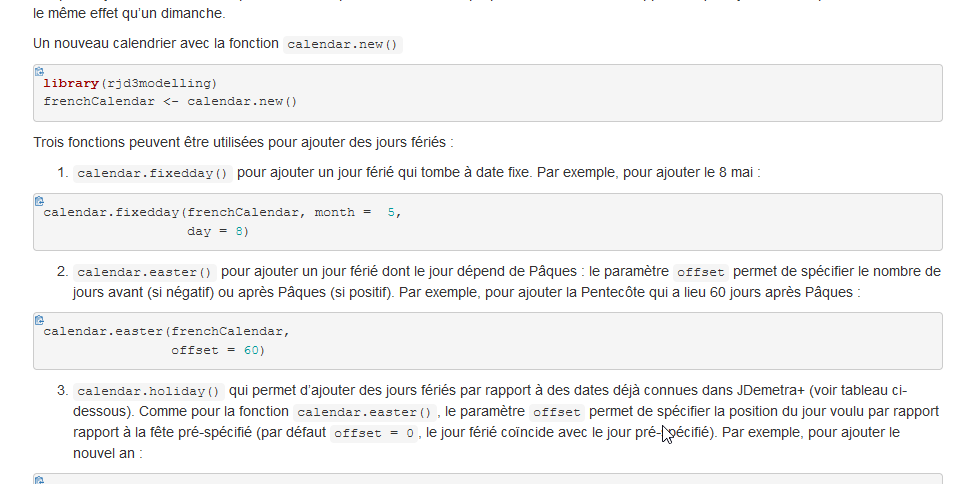 le même effet qu'un dimanche.
Un nouveau calendrier avec la fonction calendar.new()
library(rjd3modelling)
frenchCalendar <- calendar.new()
Trois fonctions peuvent être utilisées pour ajouter des jours fériés :
1. calendar.fixedday() pour ajouter un jour férié qui tombe à date fixe. Par exemple, pour ajouter le 8 mai :
calendar.fixedday(frenchCalendar, month =  5,
                  day = 8)
2. calendar.easter() pour ajouter un jour férié dont le jour dépend de Pâques : le paramètre offset permet de spécifier le nombre de
jours avant (si négatif) ou après Pâques (si positif). Par exemple, pour ajouter la Pentecôte qui a lieu 60 jours après Pâques :
calendar.easter(frenchCalendar,
                offset = 60)
3. calendar.holiday() qui permet d'ajouter des jours fériés par rapport à des dates déjà connues dans JDemetra+ (voir tableau ci-
dessous). Comme pour la fonction calendar.easter(), le paramètre offset permet de spécifier la position du jour voulu par rapport
rapport à la fête pré-spécifié (par défaut offset = 0, le jour férié coïncide avec le jour pré-spécifié). Par exemple, pour ajouter le
nouvel an :